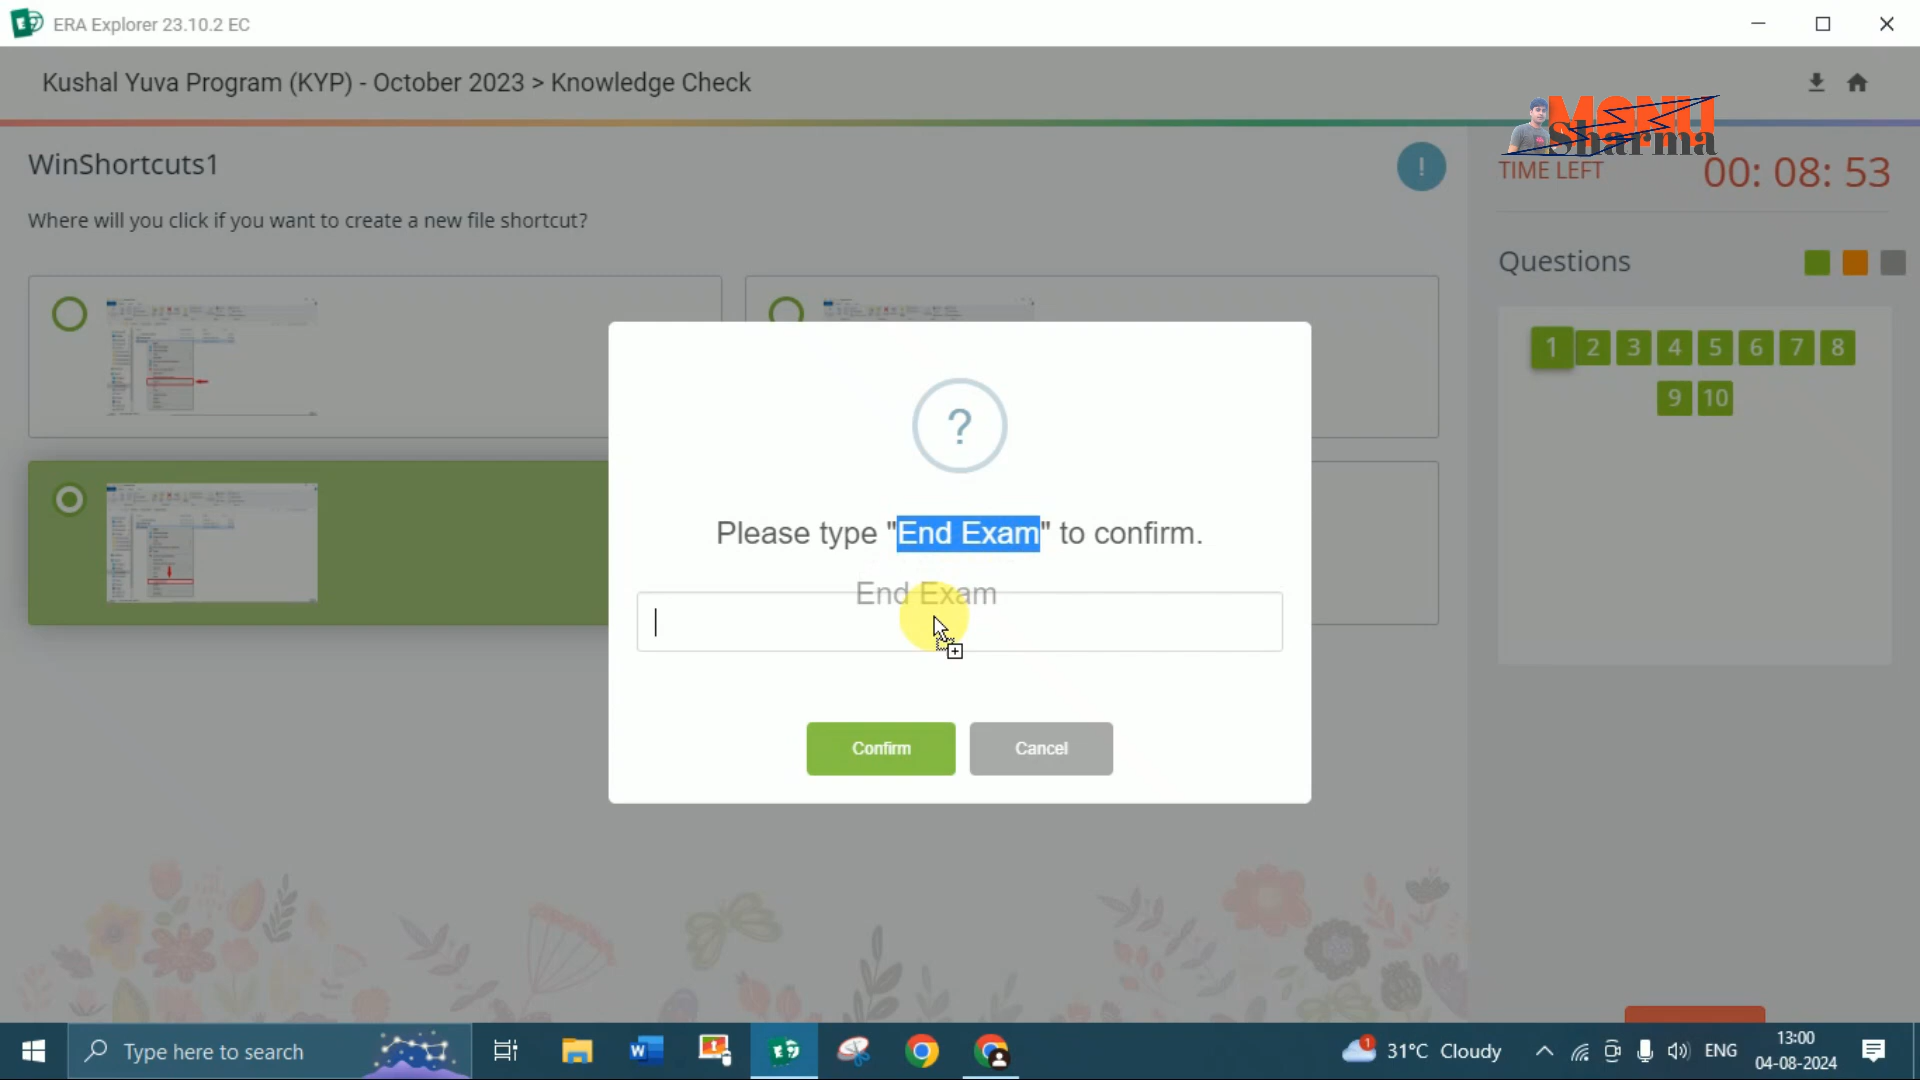 ERA Explorer 23.10.2 EC
Kushal Yuva Program (KYP) - October 2023 > Knowledge Check
MONU
Sharma
WinShortcuts1
!
TIME LEFT 00: 08: 53
Where will you click if you want to create a new file shortcut?
Questions
1 2 3 4 5 6 7 8
9 10
?
Please type "End Exam" to confirm.
End Exam
Confirm Cancel
Type here to search
1
31°C Cloudy
ENG
13:00
04-08-2024